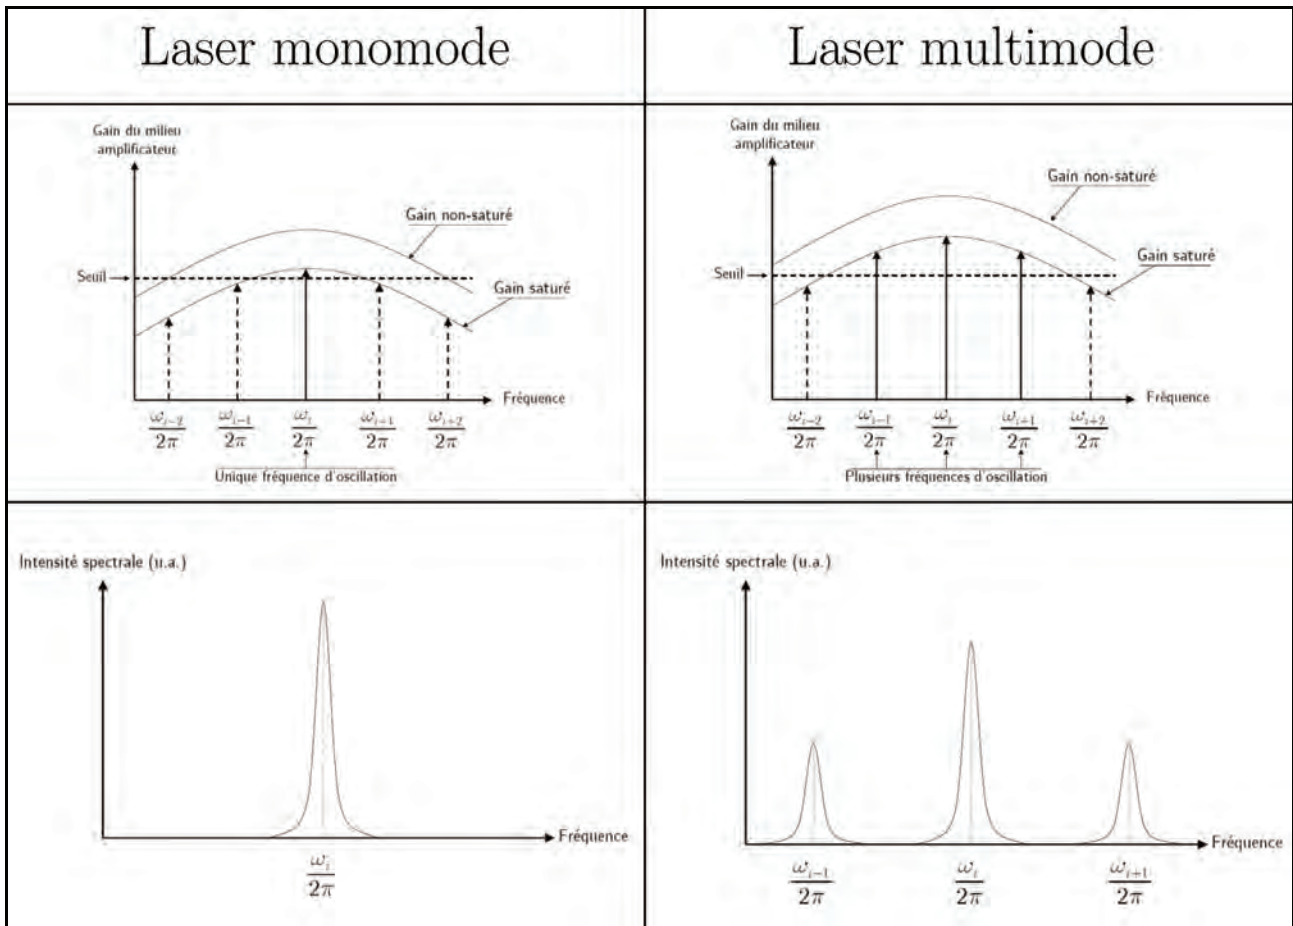 Laser monomode
Laser multimode
Gain du milieu
amplificateur
Gain non-saturé
Seuil
Gain saturé
Fréquence
ω_{i−2}/2π ω_{i−1}/2π ω_i/2π ω_{i+1}/2π ω_{i+2}/2π
Unique fréquence d'oscillation
Gain du milieu
amplificateur
Gain non-saturé
Gain saturé
Seuil
Fréquence
ω_{i−2}/2π ω_{i−1}/2π ω_i/2π ω_{i+1}/2π ω_{i+2}/2π
Plusieurs fréquences d'oscillation
Intensité spectrale (u.a.)
Fréquence
ω_i/2π
Intensité spectrale (u.a.)
Fréquence
ω_{i−1}/2π ω_i/2π ω_{i+1}/2π